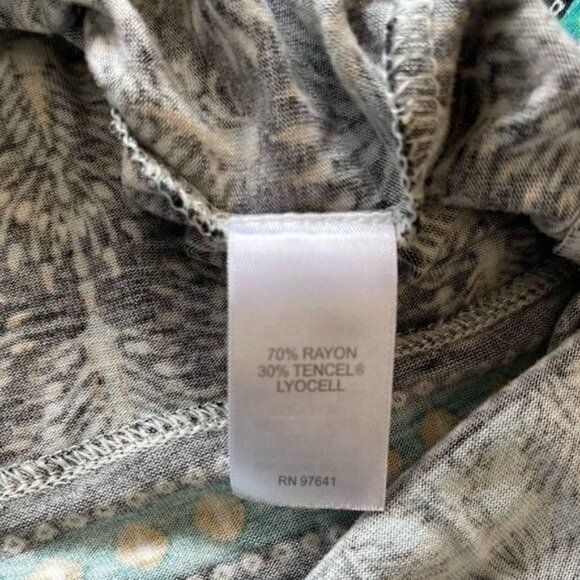 70% RAYON
30% TENCEL®
LYOCELL
RN 97641